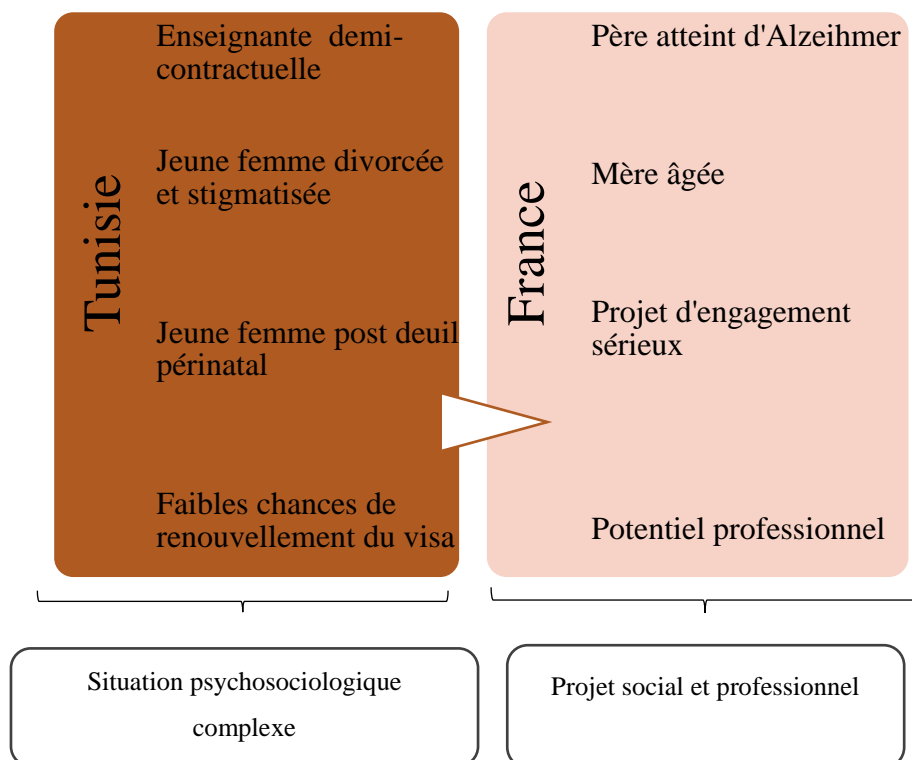 Tunisie
Enseignante demi-
contractuelle
Jeune femme divorcée
et stigmatisée
Jeune femme post deuil
périnatal
Faibles chances de
renouvellement du visa
France
Père atteint d'Alzeihmer
Mère âgée
Projet d'engagement
sérieux
Potentiel professionnel
Situation psychosociologique
complexe
Projet social et professionnel